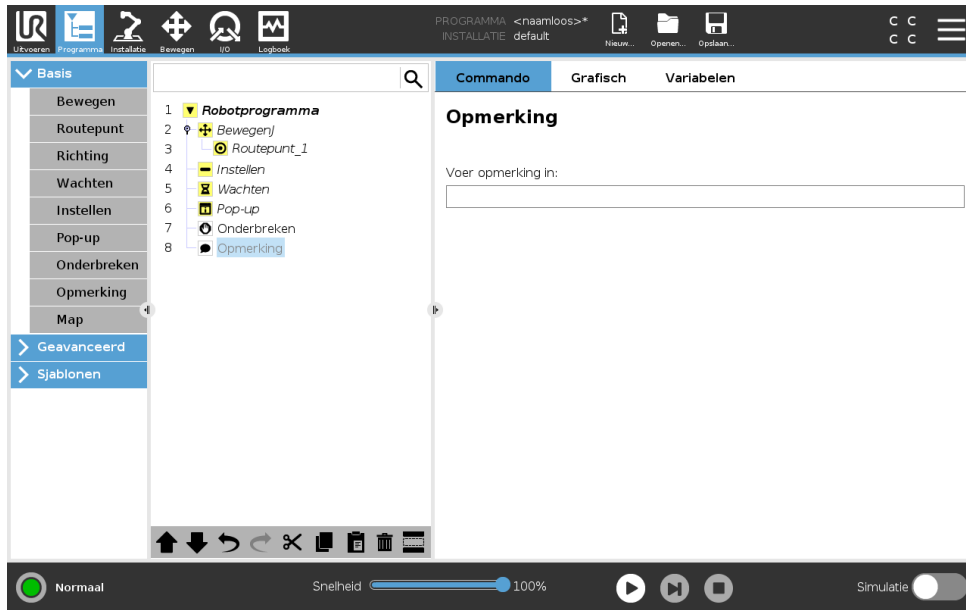 UR
PROGRAMMA <naamloos>*
INSTALLATIE default
C C
C C
Uitvoeren Programma Installatie Bewegen I/O Logboek Nieuw... Openen... Opslaan...
Basis
Bewegen
Routepunt
Richting
Wachten
Instellen
Pop-up
Onderbreken
Opmerking
Map
Geavanceerd
Sjablonen
1 Robotprogramma
2 BewegenJ
3 Routepunt_1
4 Instellen
5 Wachten
6 Pop-up
7 Onderbreken
8 Opmerking
Commando Grafisch Variabelen
Opmerking
Voer opmerking in:
Normaal Snelheid 100% Simulatie